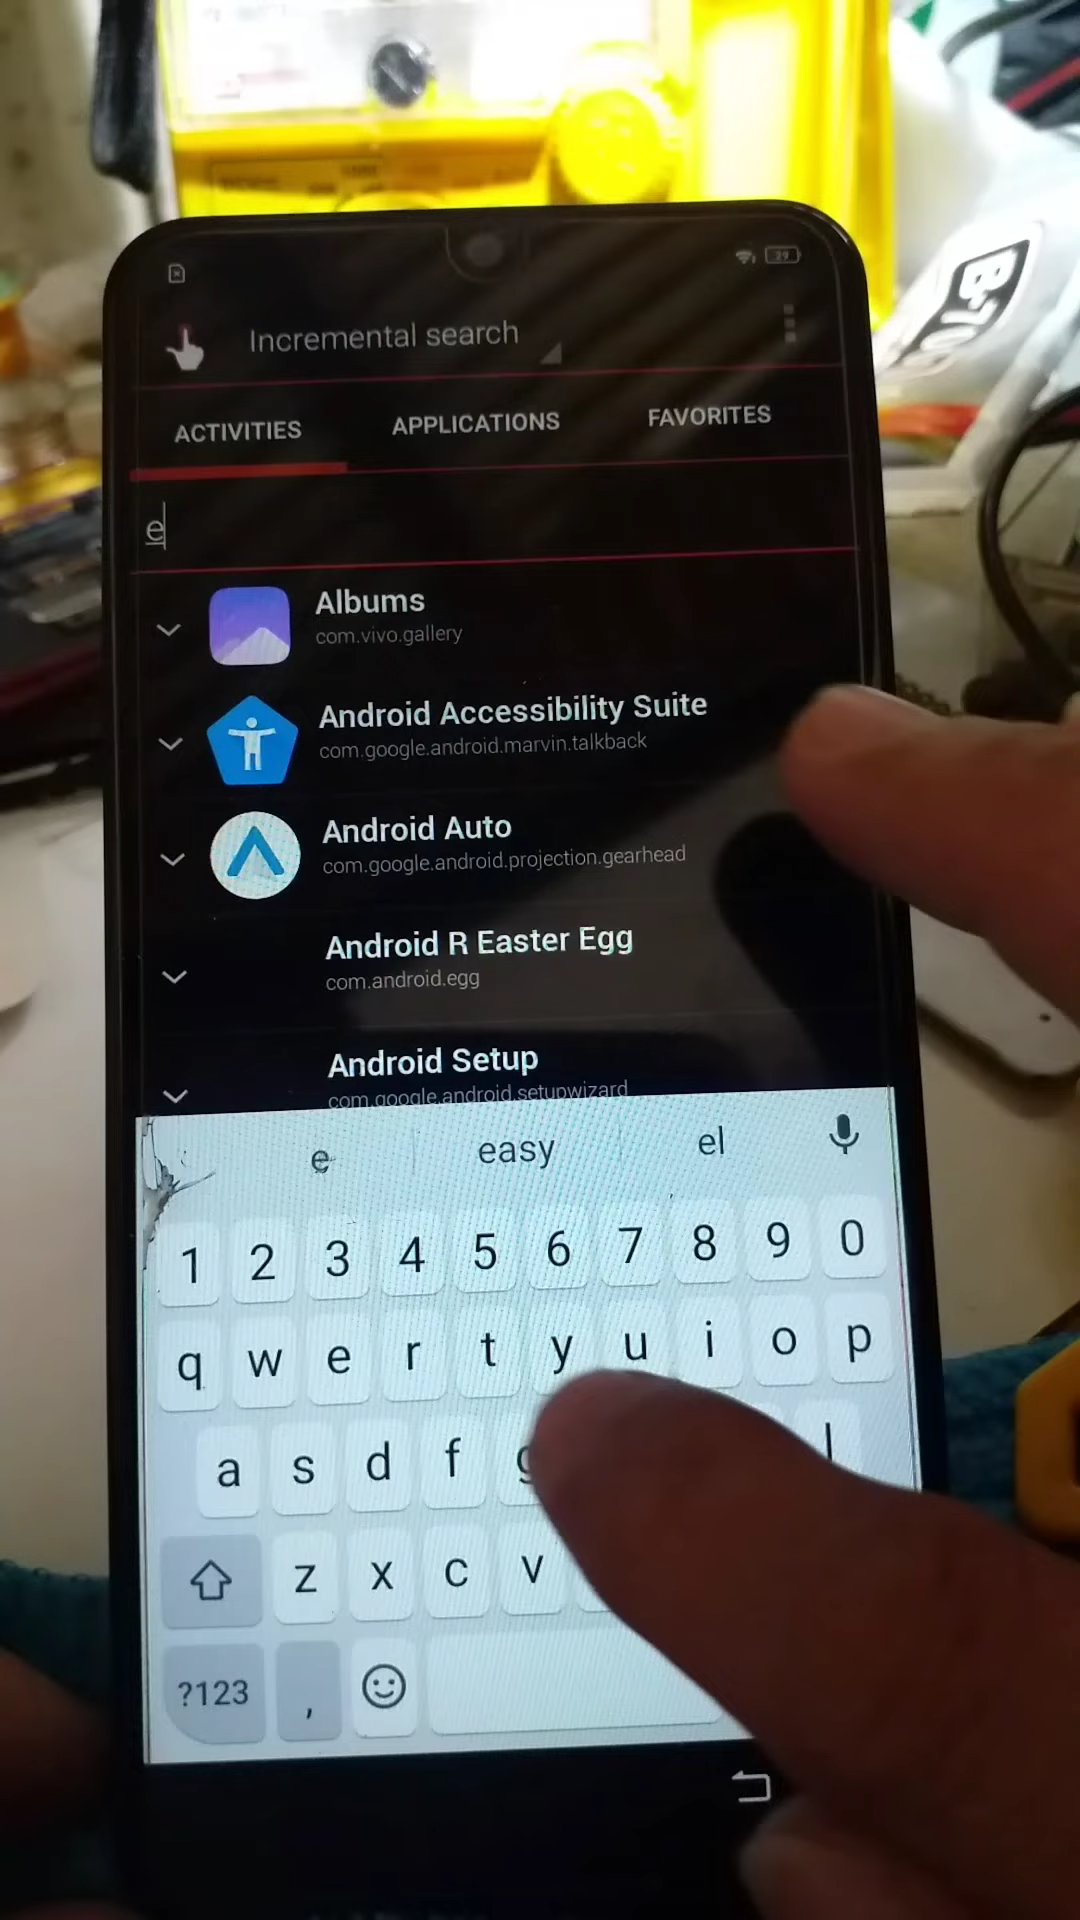 29
Incremental search
ACTIVITIES APPLICATIONS FAVORITES
e
Albums
com.vivo.gallery
Android Accessibility Suite
com.google.android.marvin.talkback
Android Auto
com.google.android.projection.gearhead
Android R Easter Egg
com.android.egg
Android Setup
com.google.android.setupwizard
e easy el
1 2 3 4 5 6 7 8 9 0
q w e r t y u i o p
a s d f g l
z x c v
?123 ,